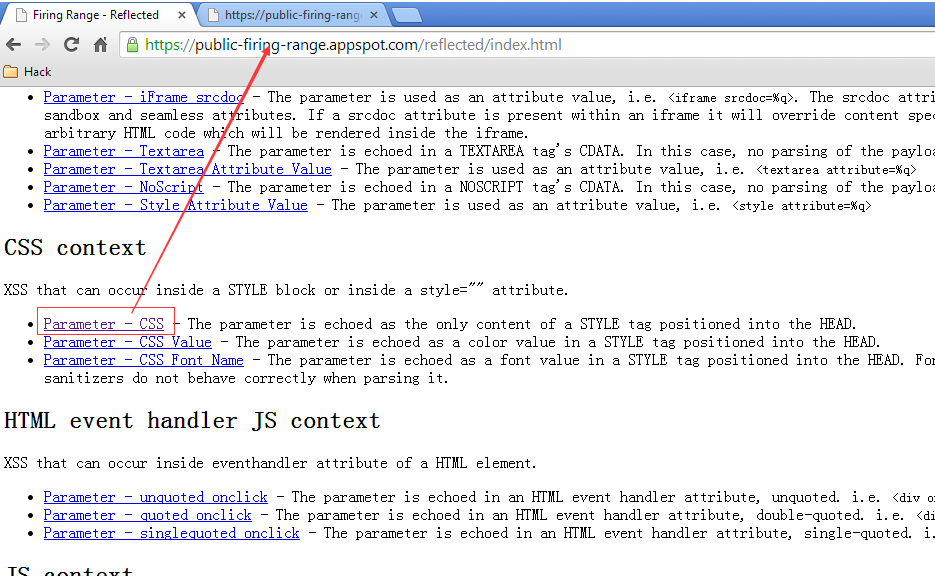 Firing Range - Reflected
https://public-firing-rang
https://public-firing-range.appspot.com/reflected/index.html
Hack
Parameter - iFrame srcdoc - The parameter is used as an attribute value, i.e. <iframe srcdoc=%q>. The srcdoc attri
sandbox and seamless attributes. If a srcdoc attribute is present within an iframe it will override content spec
arbitrary HTML code which will be rendered inside the iframe.
Parameter - Textarea - The parameter is echoed in a TEXTAREA tag's CDATA. In this case, no parsing of the payloa
Parameter - Textarea Attribute Value - The parameter is used as an attribute value, i.e. <textarea attribute=%q>
Parameter - NoScript - The parameter is echoed in a NOSCRIPT tag's CDATA. In this case, no parsing of the payloa
Parameter - Style Attribute Value - The parameter is used as an attribute value, i.e. <style attribute=%q>
CSS context
XSS that can occur inside a STYLE block or inside a style="" attribute.
Parameter - CSS - The parameter is echoed as the only content of a STYLE tag positioned into the HEAD.
Parameter - CSS Value - The parameter is echoed as a color value in a STYLE tag positioned into the HEAD.
Parameter - CSS Font Name - The parameter is echoed as a font value in a STYLE tag positioned into the HEAD. For
sanitizers do not behave correctly when parsing it.
HTML event handler JS context
XSS that can occur inside eventhandler attribute of a HTML element.
Parameter - unquoted onclick - The parameter is echoed in an HTML event handler attribute, unquoted. i.e. <div o
Parameter - quoted onclick - The parameter is echoed in an HTML event handler attribute, double-quoted. i.e. <di
Parameter - singlequoted onclick - The parameter is echoed in an HTML event handler attribute, single-quoted. i.
JS context